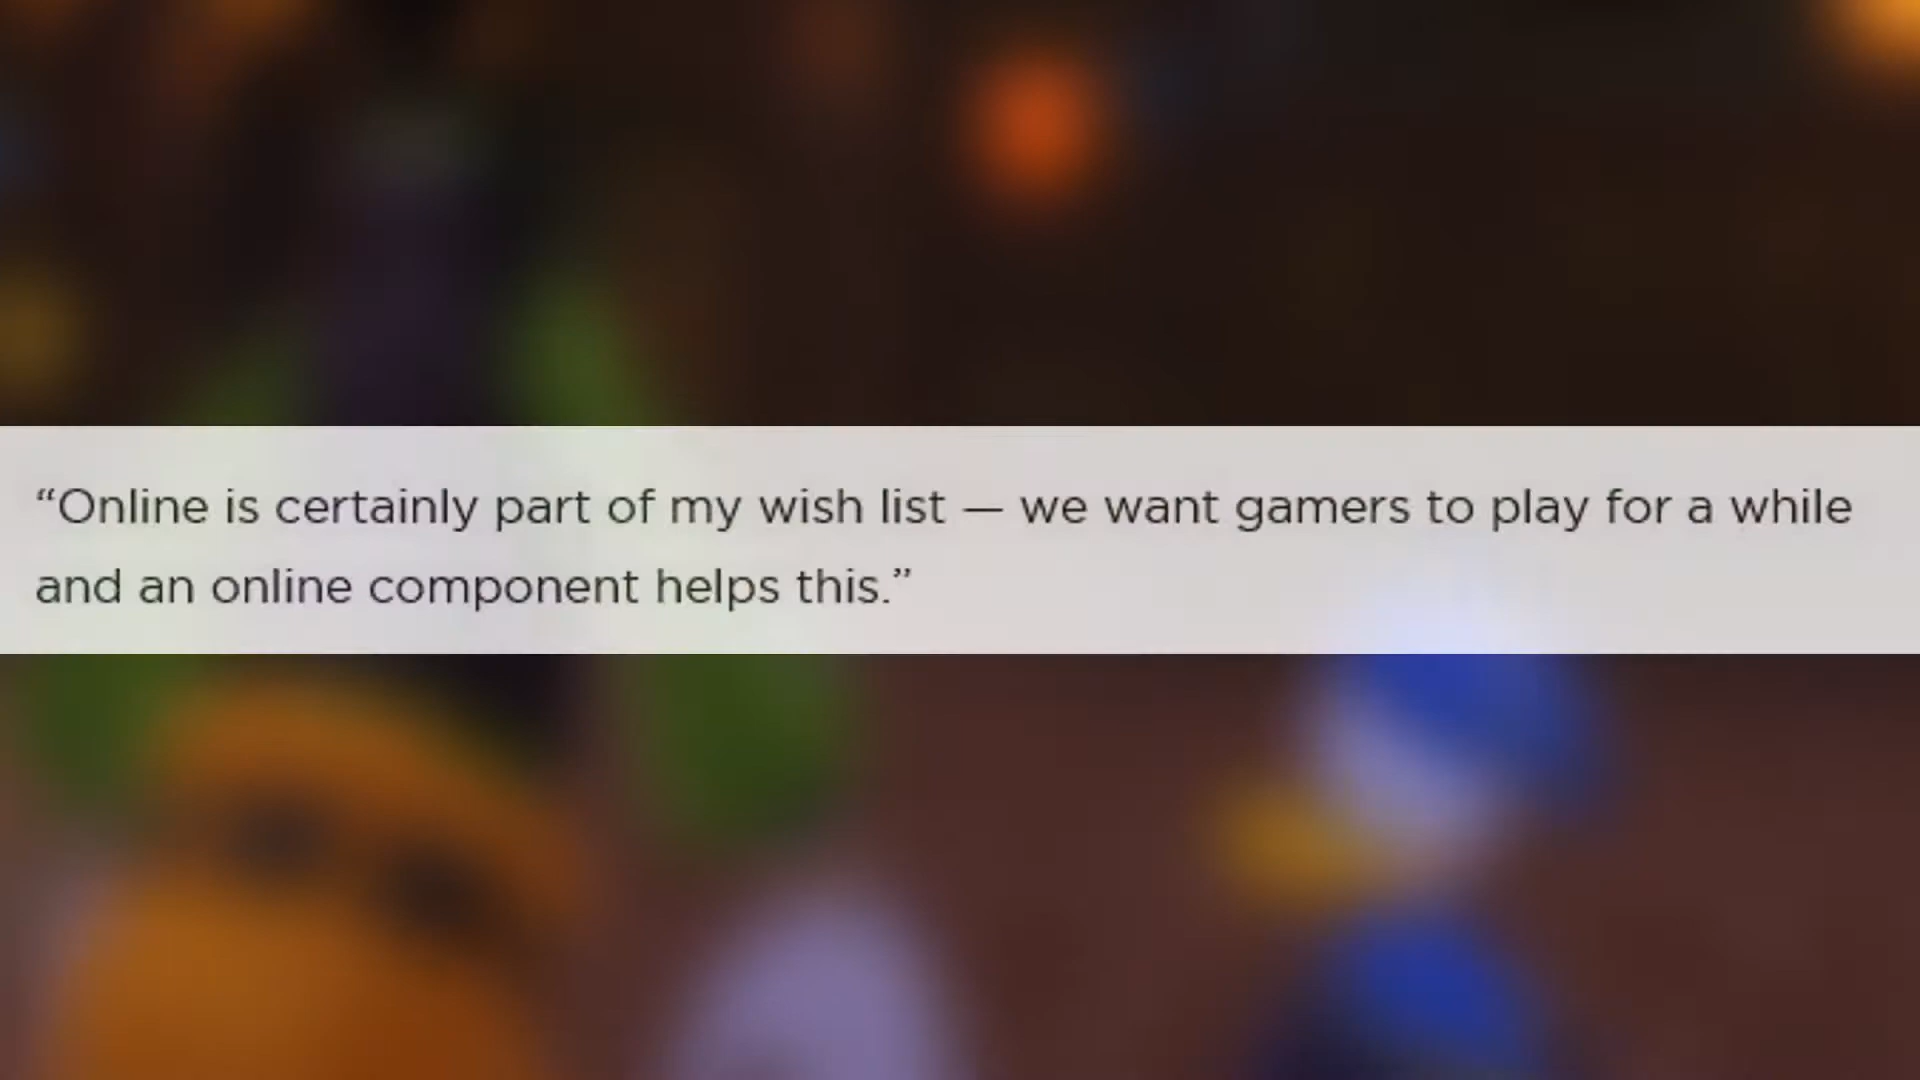 “Online is certainly part of my wish list — we want gamers to play for a while
and an online component helps this.”